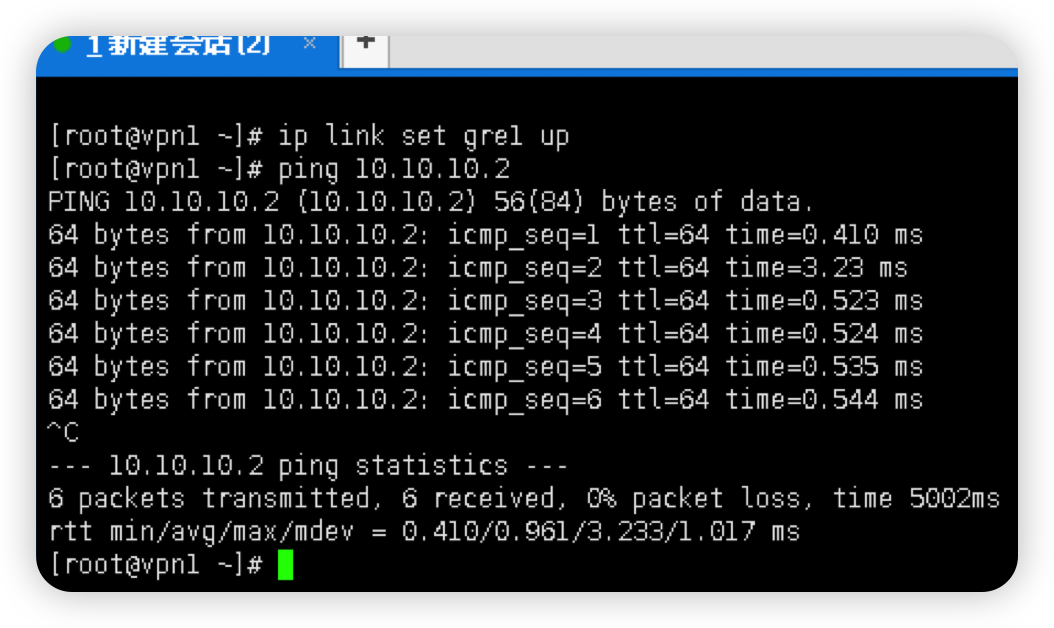 1 新建会话(2) × +
[root@vpn1 ~]# ip link set gre1 up
[root@vpn1 ~]# ping 10.10.10.2
PING 10.10.10.2 (10.10.10.2) 56(84) bytes of data.
64 bytes from 10.10.10.2: icmp_seq=1 ttl=64 time=0.410 ms
64 bytes from 10.10.10.2: icmp_seq=2 ttl=64 time=3.23 ms
64 bytes from 10.10.10.2: icmp_seq=3 ttl=64 time=0.523 ms
64 bytes from 10.10.10.2: icmp_seq=4 ttl=64 time=0.524 ms
64 bytes from 10.10.10.2: icmp_seq=5 ttl=64 time=0.535 ms
64 bytes from 10.10.10.2: icmp_seq=6 ttl=64 time=0.544 ms
^C
--- 10.10.10.2 ping statistics ---
6 packets transmitted, 6 received, 0% packet loss, time 5002ms
rtt min/avg/max/mdev = 0.410/0.961/3.233/1.017 ms
[root@vpn1 ~]#